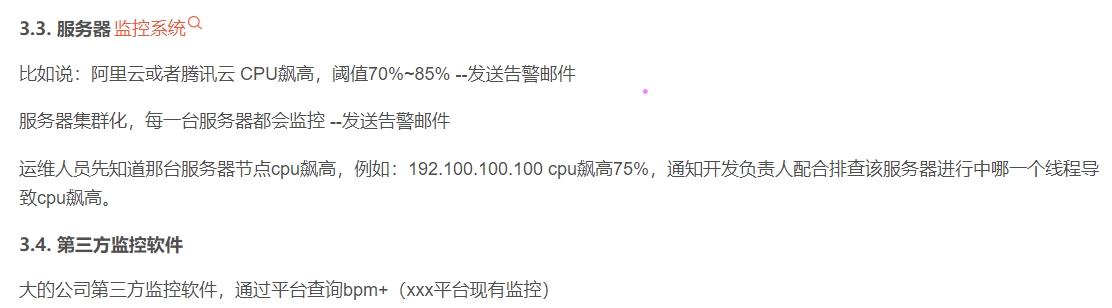 3.3. 服务器 监控系统
比如说：阿里云或者腾讯云 CPU飙高，阈值70%~85% --发送告警邮件
服务器集群化，每一台服务器都会监控 --发送告警邮件
运维人员先知道那台服务器节点cpu飙高，例如：192.100.100.100 cpu飙高75%，通知开发负责人配合排查该服务器进行中哪一个线程导
致cpu飙高。
3.4. 第三方监控软件
大的公司第三方监控软件，通过平台查询bpm+（xxx平台现有监控）